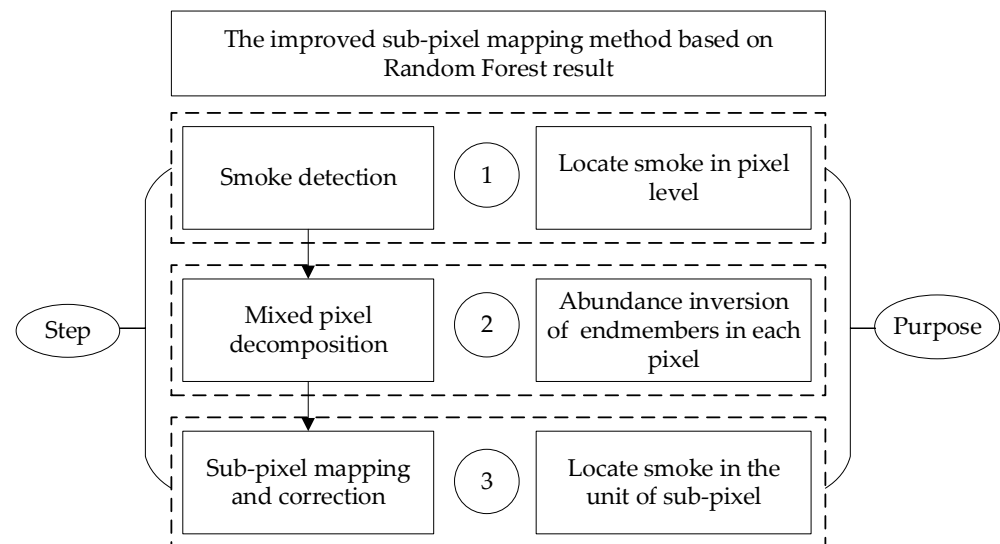 The improved sub-pixel mapping method based on
Random Forest result
Smoke detection
1
Locate smoke in pixel
level
Step
Mixed pixel
decomposition
2
Abundance inversion
of endmembers in each
pixel
Purpose
Sub-pixel mapping
and correction
3
Locate smoke in the
unit of sub-pixel